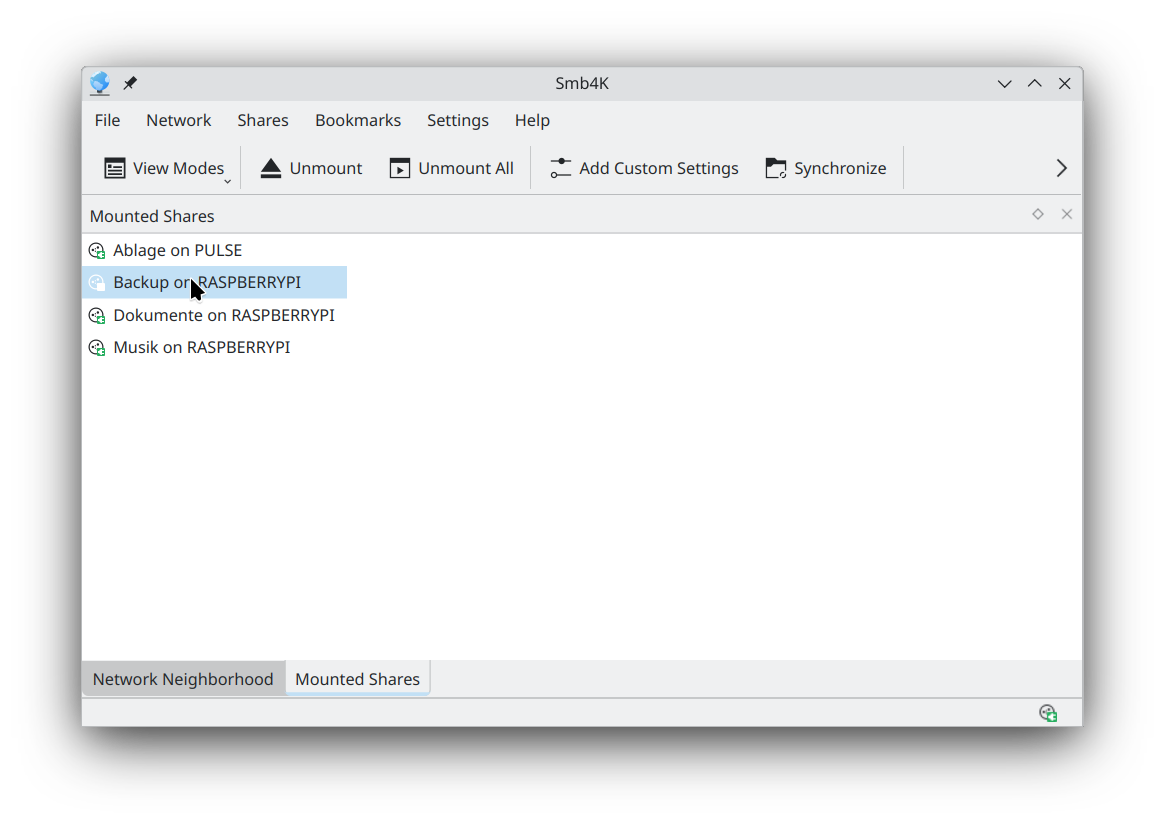 Smb4K
File Network Shares Bookmarks Settings Help
View Modes Unmount Unmount All Add Custom Settings Synchronize
Mounted Shares
Ablage on PULSE
Backup on RASPBERRYPI
Dokumente on RASPBERRYPI
Musik on RASPBERRYPI
Network Neighborhood Mounted Shares